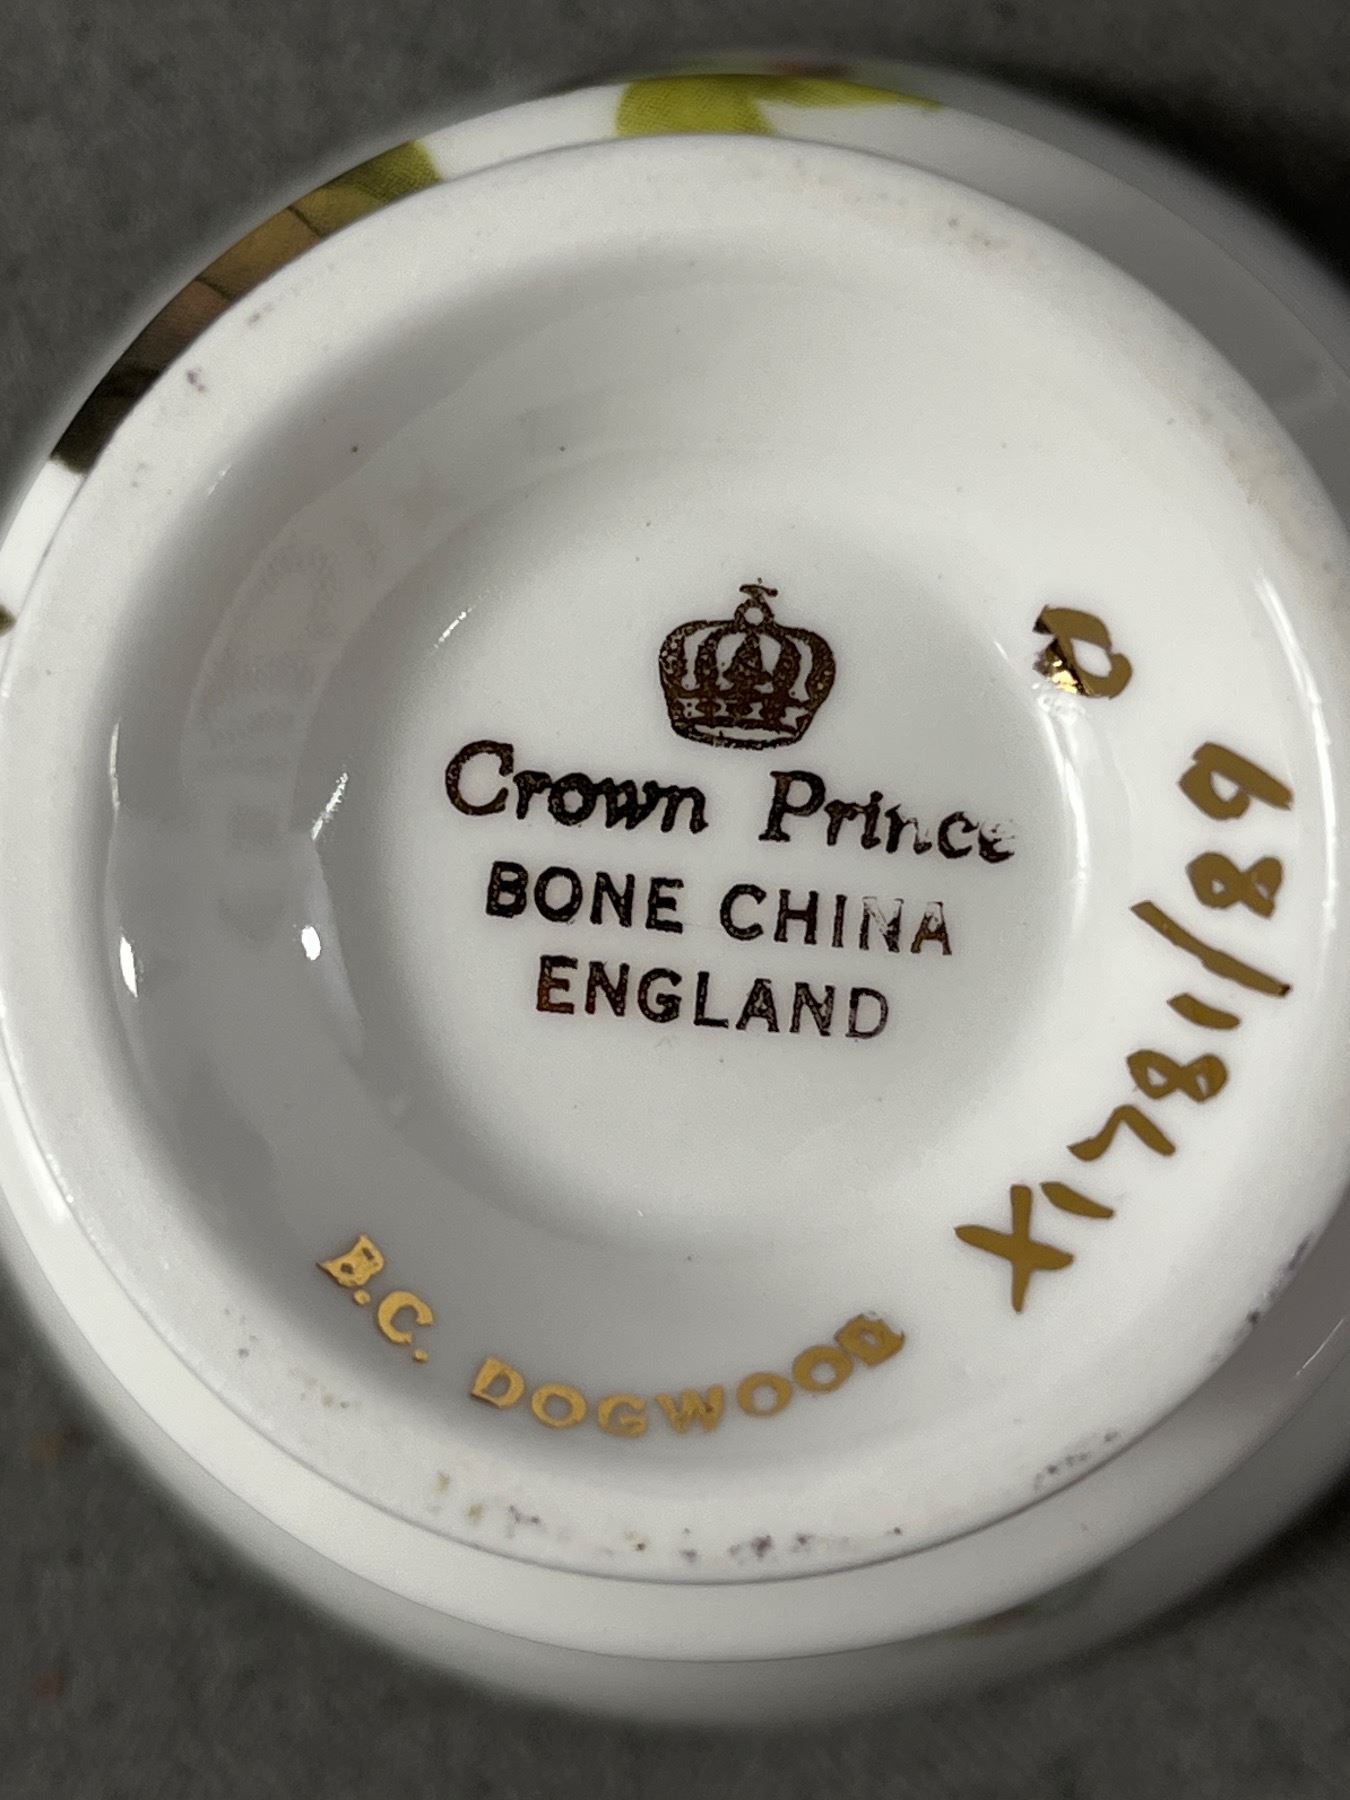 Crown Prince
BONE CHINA
ENGLAND
B.C. DOGWOOD
X1781/89